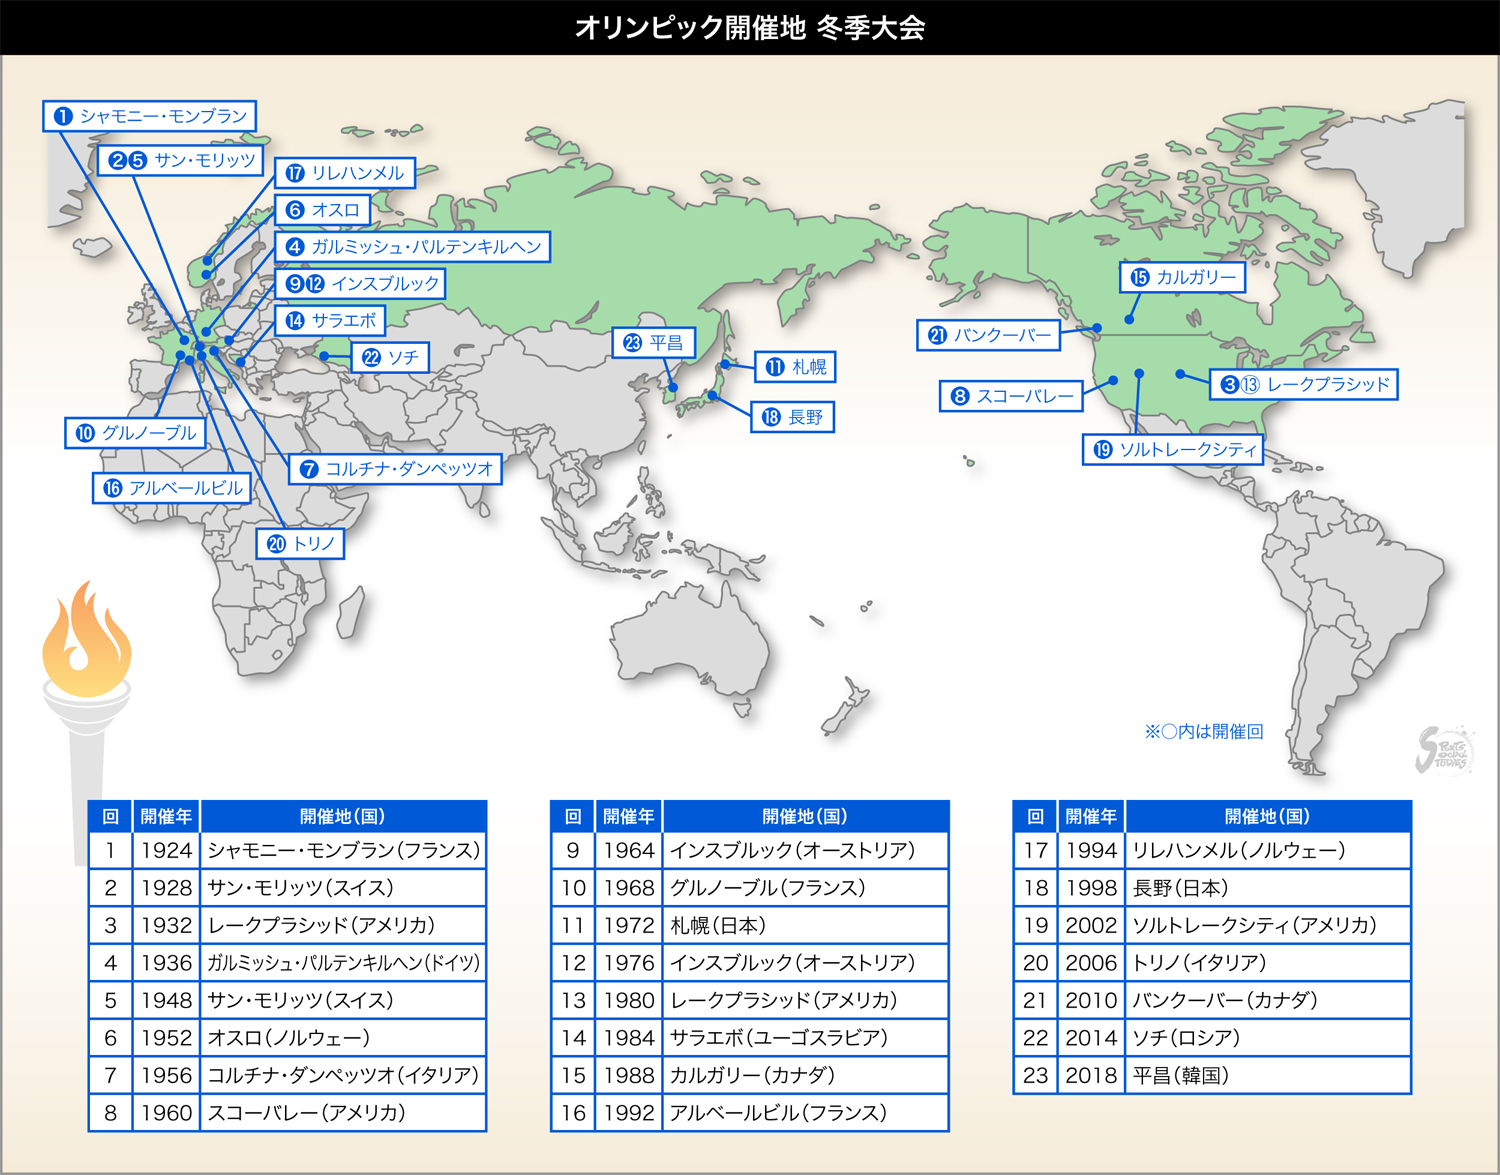 オリンピック開催地 冬季大会
❶ シャモニー・モンブラン
❷❺ サン・モリッツ
⓱ リレハンメル
❻ オスロ
❹ ガルミッシュ・パルテンキルヘン
❾⓬ インスブルック
⓮ サラエボ
㉒ ソチ
❿ グルノーブル
⓰ アルベールビル
❼ コルチナ・ダンペッツオ
⓴ トリノ
㉓ 平昌
⓫ 札幌
⓲ 長野
⓯ カルガリー
㉑ バンクーバー
❽ スコーバレー
❸⑬ レークプラシッド
⓳ ソルトレークシティ
※○内は開催回
SPORTS SOCIAL TOPICS
回 開催年 開催地(国)
1 1924 シャモニー・モンブラン(フランス)
2 1928 サン・モリッツ(スイス)
3 1932 レークプラシッド(アメリカ)
4 1936 ガルミッシュ・パルテンキルヘン(ドイツ)
5 1948 サン・モリッツ(スイス)
6 1952 オスロ(ノルウェー)
7 1956 コルチナ・ダンペッツオ(イタリア)
8 1960 スコーバレー(アメリカ)
回 開催年 開催地(国)
9 1964 インスブルック(オーストリア)
10 1968 グルノーブル(フランス)
11 1972 札幌(日本)
12 1976 インスブルック(オーストリア)
13 1980 レークプラシッド(アメリカ)
14 1984 サラエボ(ユーゴスラビア)
15 1988 カルガリー(カナダ)
16 1992 アルベールビル(フランス)
回 開催年 開催地(国)
17 1994 リレハンメル(ノルウェー)
18 1998 長野(日本)
19 2002 ソルトレークシティ(アメリカ)
20 2006 トリノ(イタリア)
21 2010 バンクーバー(カナダ)
22 2014 ソチ(ロシア)
23 2018 平昌(韓国)